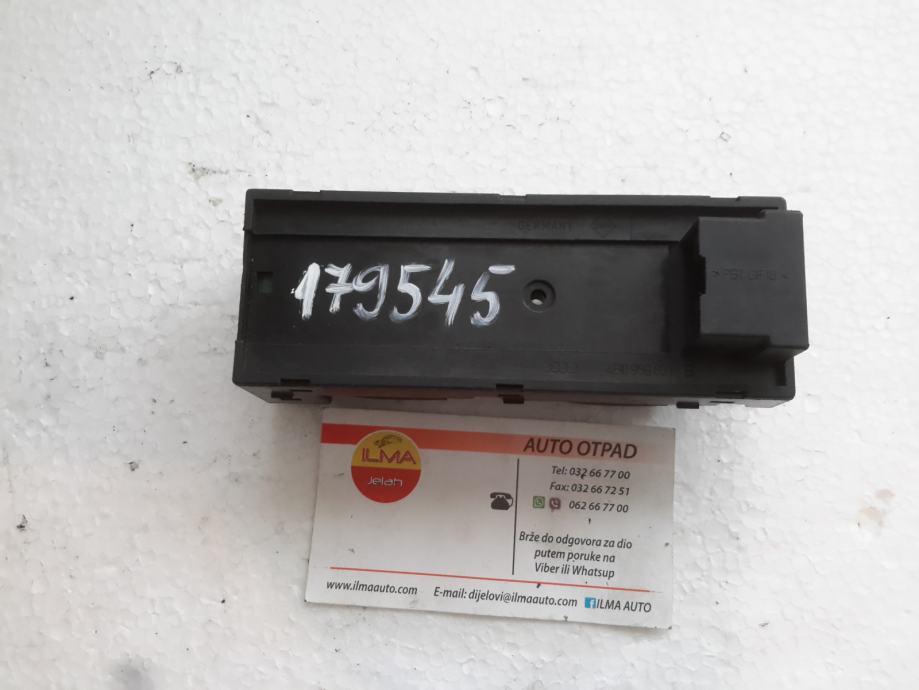 GERMANY
179545
AUTO OTPAD
ILMA
Jelah
Tel: 032 66 77 00
Fax: 032 66 72 51
062 66 77 00
Brže do odgovora za dio
putem poruke na
Viber ili Whatsup
www.ilmaauto.com E-mail: dijelovi@ilmaauto.com ILMA AUTO